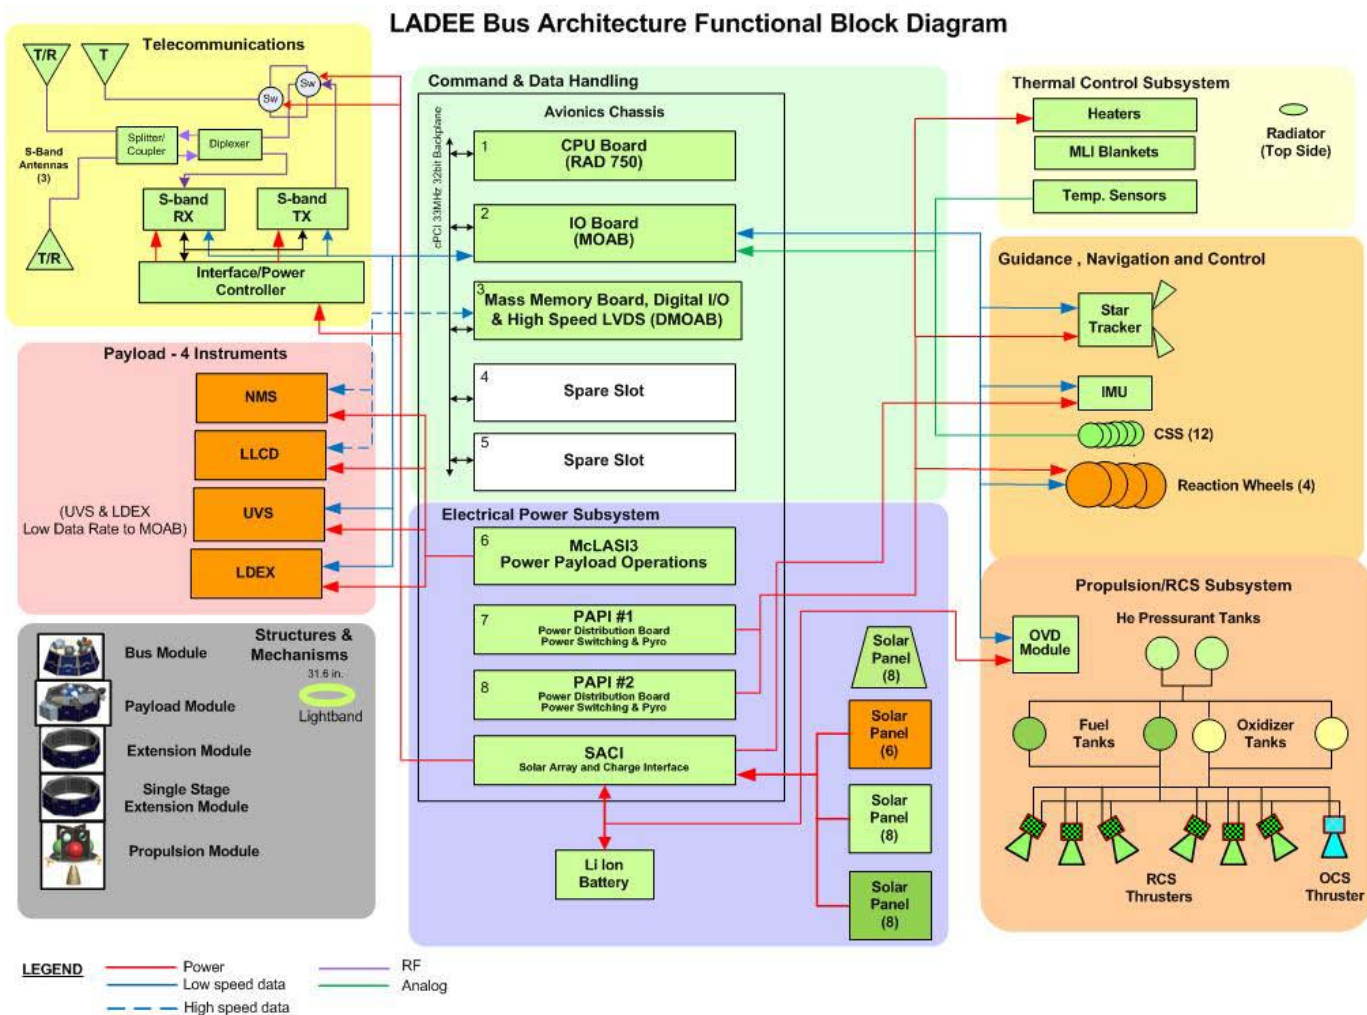 LADEE Bus Architecture Functional Block Diagram
Telecommunications
T/R
T
Sw
Sw
Splitter/
Coupler
Diplexer
S-Band
Antennas
(3)
S-band
RX
S-band
TX
T/R
Interface/Power
Controller
Payload - 4 Instruments
NMS
LLCD
UVS
(UVS & LDEX
Low Data Rate to MOAB)
LDEX
Structures &
Mechanisms
31.6 in.
Lightband
Bus Module
Payload Module
Extension Module
Single Stage
Extension Module
Propulsion Module
Command & Data Handling
Avionics Chassis
cPCI 33MHz 32bit Backplane
1
CPU Board
(RAD 750)
2
IO Board
(MOAB)
3
Mass Memory Board, Digital I/O
& High Speed LVDS (DMOAB)
4
Spare Slot
5
Spare Slot
Electrical Power Subsystem
6
McLASI3
Power Payload Operations
7
PAPI #1
Power Distribution Board
Power Switching & Pyro
8
PAPI #2
Power Distribution Board
Power Switching & Pyro
SACI
Solar Array and Charge Interface
Li Ion
Battery
Solar
Panel
(8)
Solar
Panel
(6)
Solar
Panel
(8)
Solar
Panel
(8)
Thermal Control Subsystem
Heaters
MLI Blankets
Temp. Sensors
Radiator
(Top Side)
Guidance , Navigation and Control
Star
Tracker
IMU
CSS (12)
Reaction Wheels (4)
Propulsion/RCS Subsystem
He Pressurant Tanks
OVD
Module
Fuel
Tanks
Oxidizer
Tanks
RCS
Thrusters
OCS
Thruster
LEGEND
Power
Low speed data
High speed data
RF
Analog